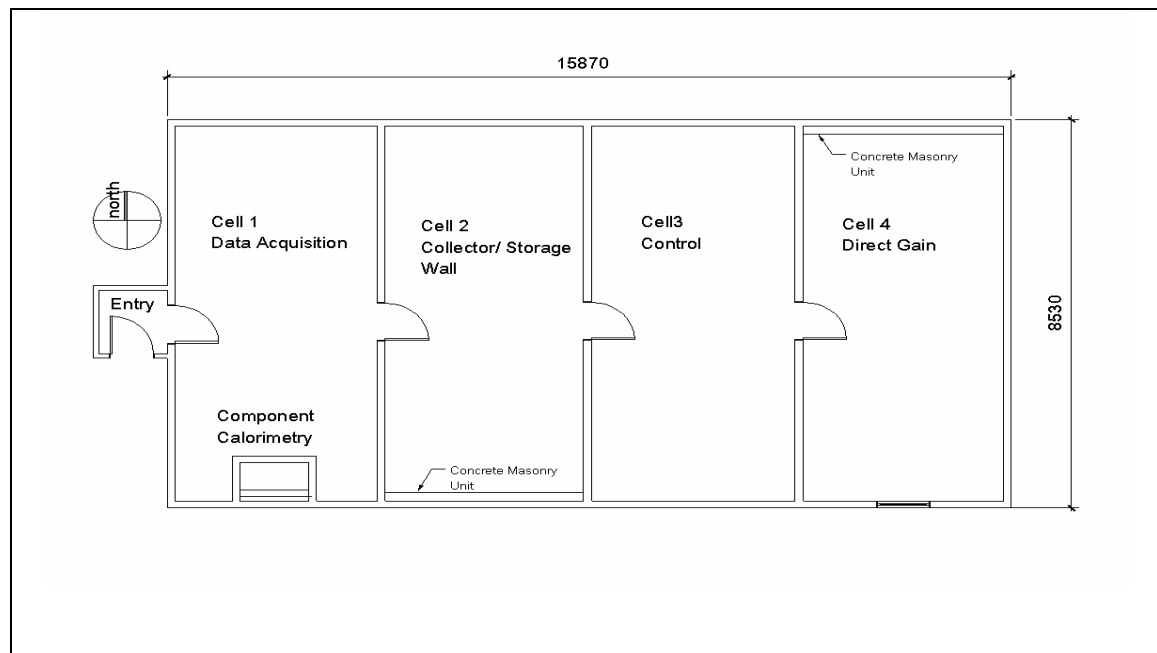 15870
Concrete Masonry
Unit
north
Cell 1
Data Acquisition
Cell 2
Collector/ Storage
Wall
Cell3
Control
Cell 4
Direct Gain
Entry
8530
Component
Calorimetry
Concrete Masonry
Unit